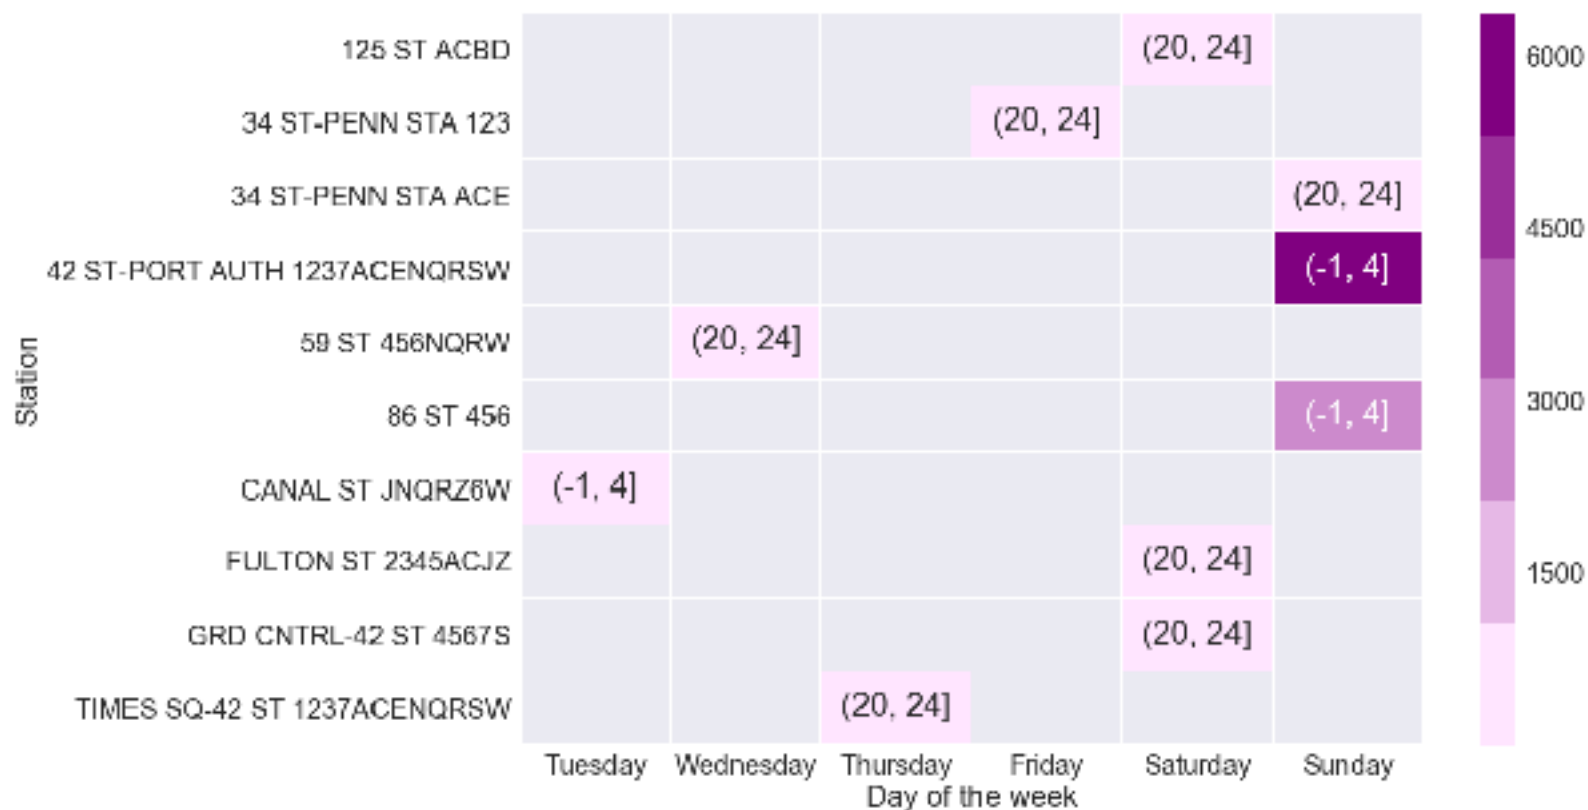 125 ST ACBD (20, 24]
34 ST-PENN STA 123 (20, 24]
34 ST-PENN STA ACE (20, 24]
42 ST-PORT AUTH 1237ACENQRSW (-1, 4]
59 ST 456NQRW (20, 24]
86 ST 456 (-1, 4]
CANAL ST JNQRZ6W (-1, 4]
FULTON ST 2345ACJZ (20, 24]
GRD CNTRL-42 ST 4567S (20, 24]
TIMES SQ-42 ST 1237ACENQRSW (20, 24]
Station
Tuesday Wednesday Thursday Friday Saturday Sunday
Day of the week
6000
4500
3000
1500